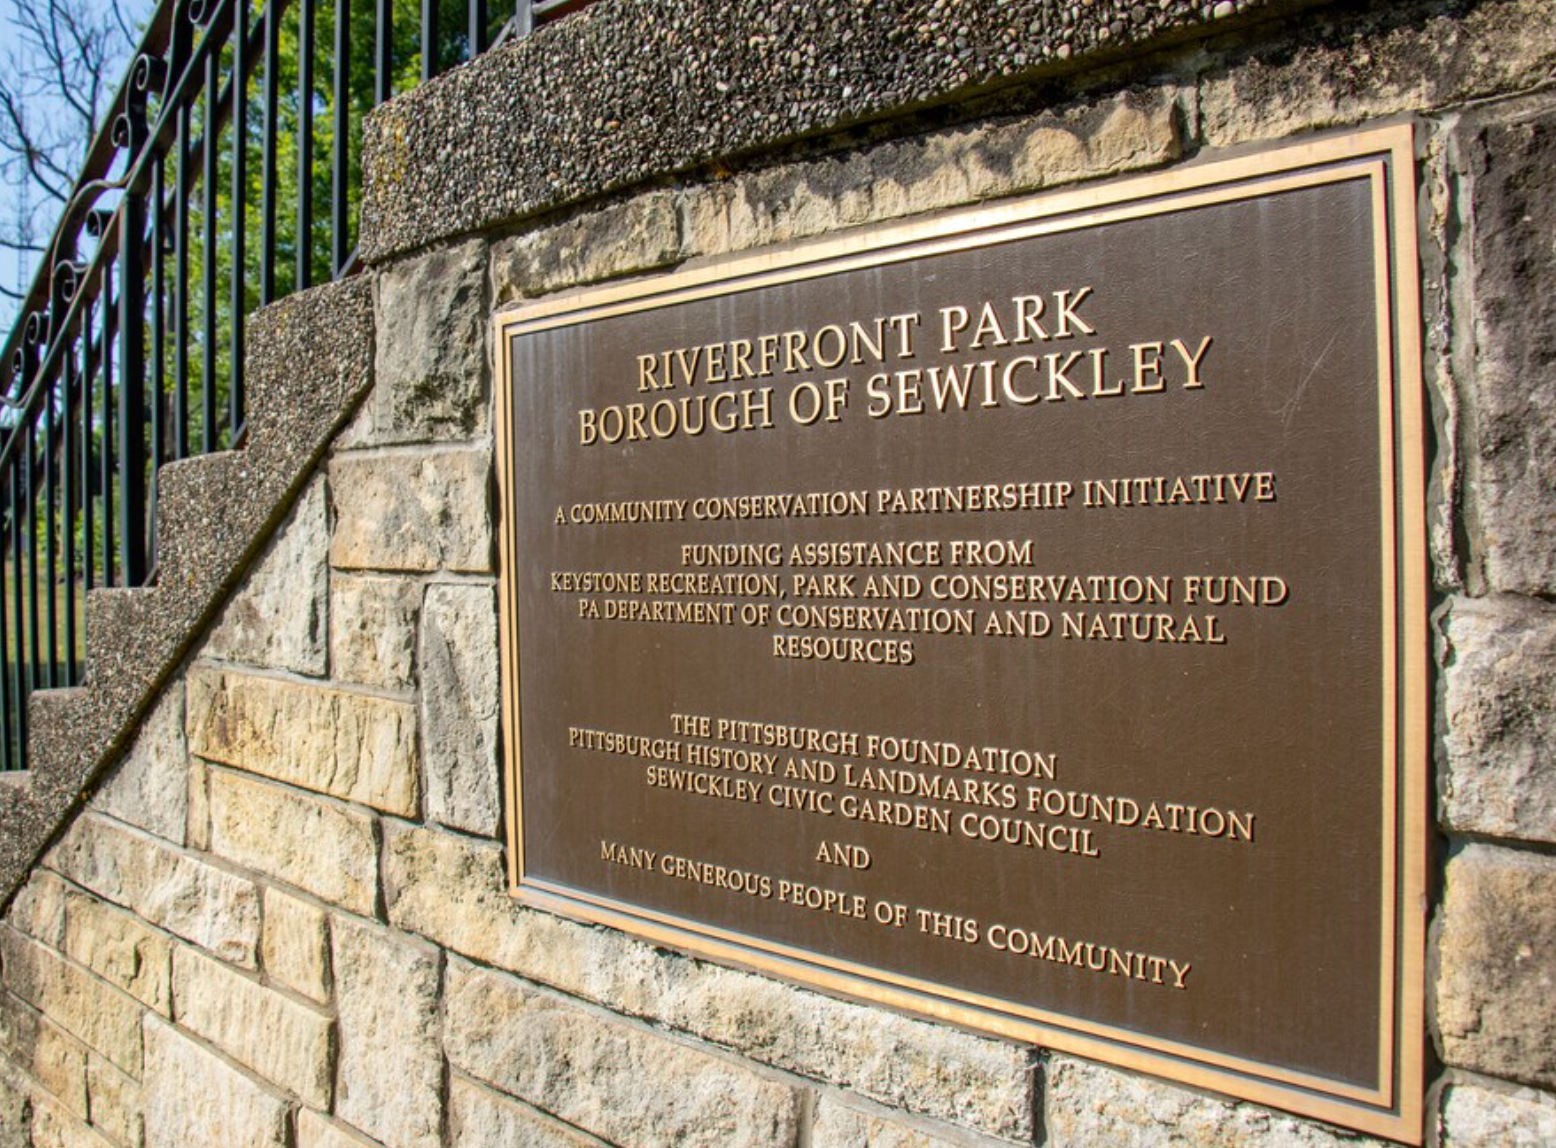 RIVERFRONT PARK
BOROUGH OF SEWICKLEY
A COMMUNITY CONSERVATION PARTNERSHIP INITIATIVE
FUNDING ASSISTANCE FROM
KEYSTONE RECREATION, PARK AND CONSERVATION FUND
PA DEPARTMENT OF CONSERVATION AND NATURAL
RESOURCES
THE PITTSBURGH FOUNDATION
PITTSBURGH HISTORY AND LANDMARKS FOUNDATION
SEWICKLEY CIVIC GARDEN COUNCIL
AND
MANY GENEROUS PEOPLE OF THIS COMMUNITY